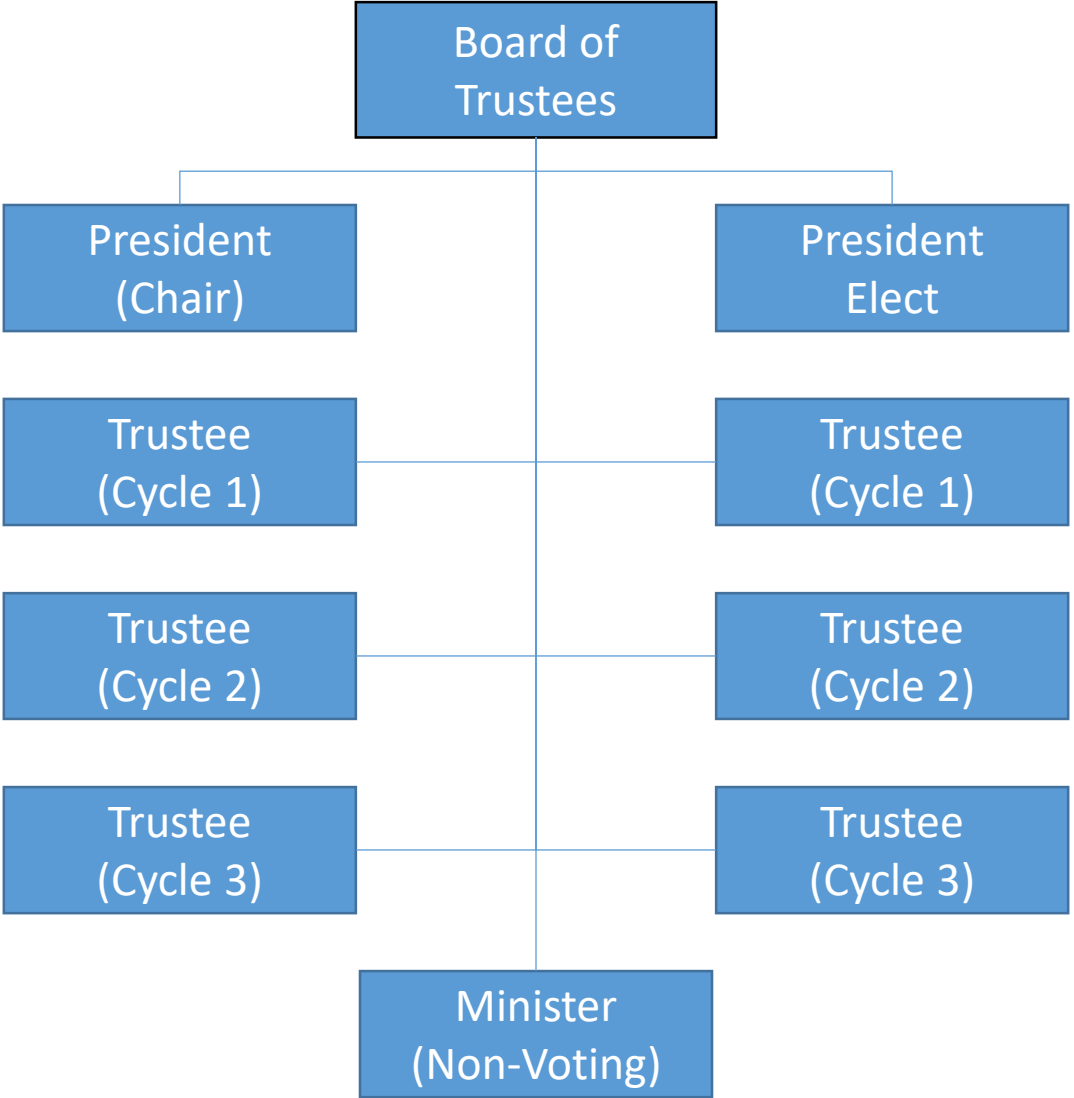 Board of
Trustees
President
(Chair)
President
Elect
Trustee
(Cycle 1)
Trustee
(Cycle 1)
Trustee
(Cycle 2)
Trustee
(Cycle 2)
Trustee
(Cycle 3)
Trustee
(Cycle 3)
Minister
(Non-Voting)